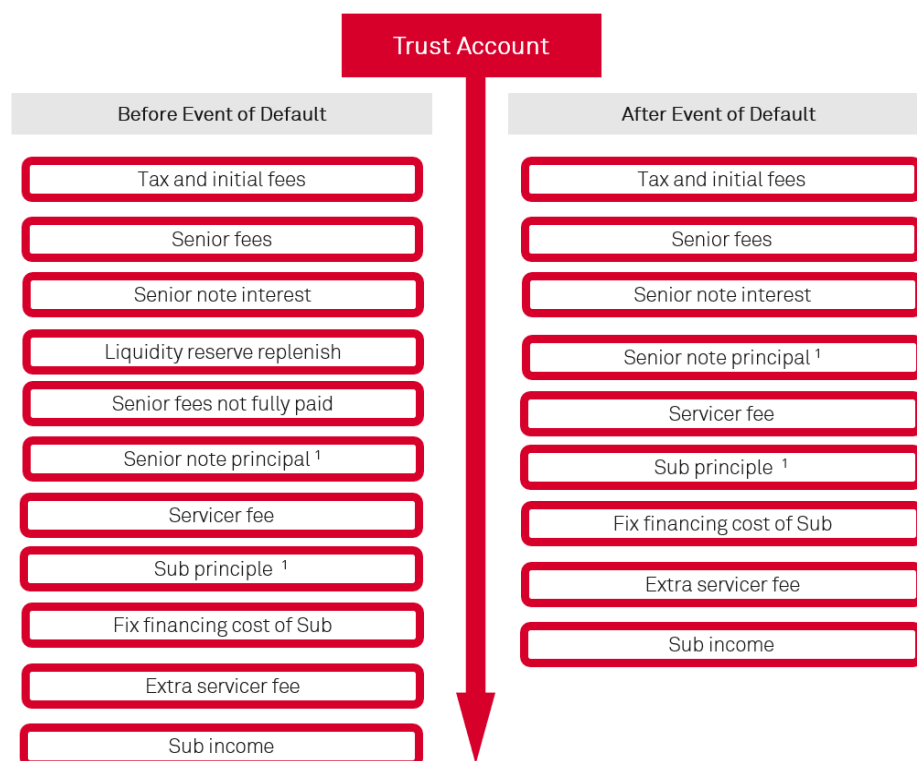 Trust Account
Before Event of Default
Tax and initial fees
Senior fees
Senior note interest
Liquidity reserve replenish
Senior fees not fully paid
Senior note principal ¹
Servicer fee
Sub principle ¹
Fix financing cost of Sub
Extra servicer fee
Sub income
After Event of Default
Tax and initial fees
Senior fees
Senior note interest
Senior note principal ¹
Servicer fee
Sub principle ¹
Fix financing cost of Sub
Extra servicer fee
Sub income